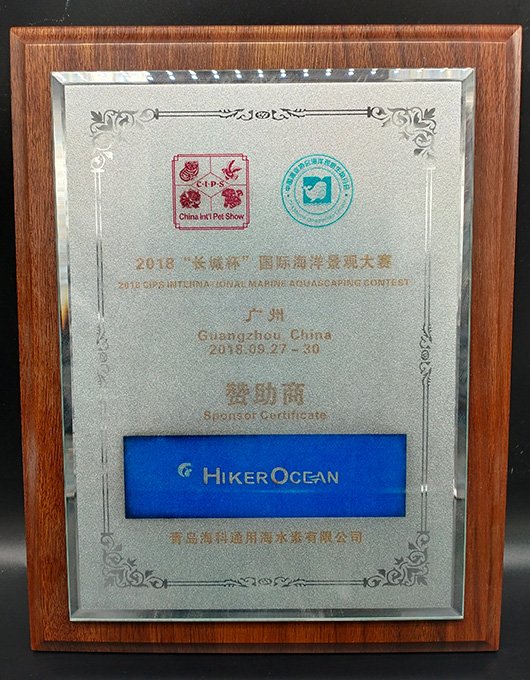 C·I·P·S
China Int'l Pet Show
2018 "长城杯" 国际海洋景观大赛
2018 CIPS INTERNATIONAL MARINE AQUASCAPING CONTEST
广州
Guangzhou, China
2018.09.27-30
赞助商
Sponsor Certificate
HIKEROCEAN
青岛海科通用海水素有限公司